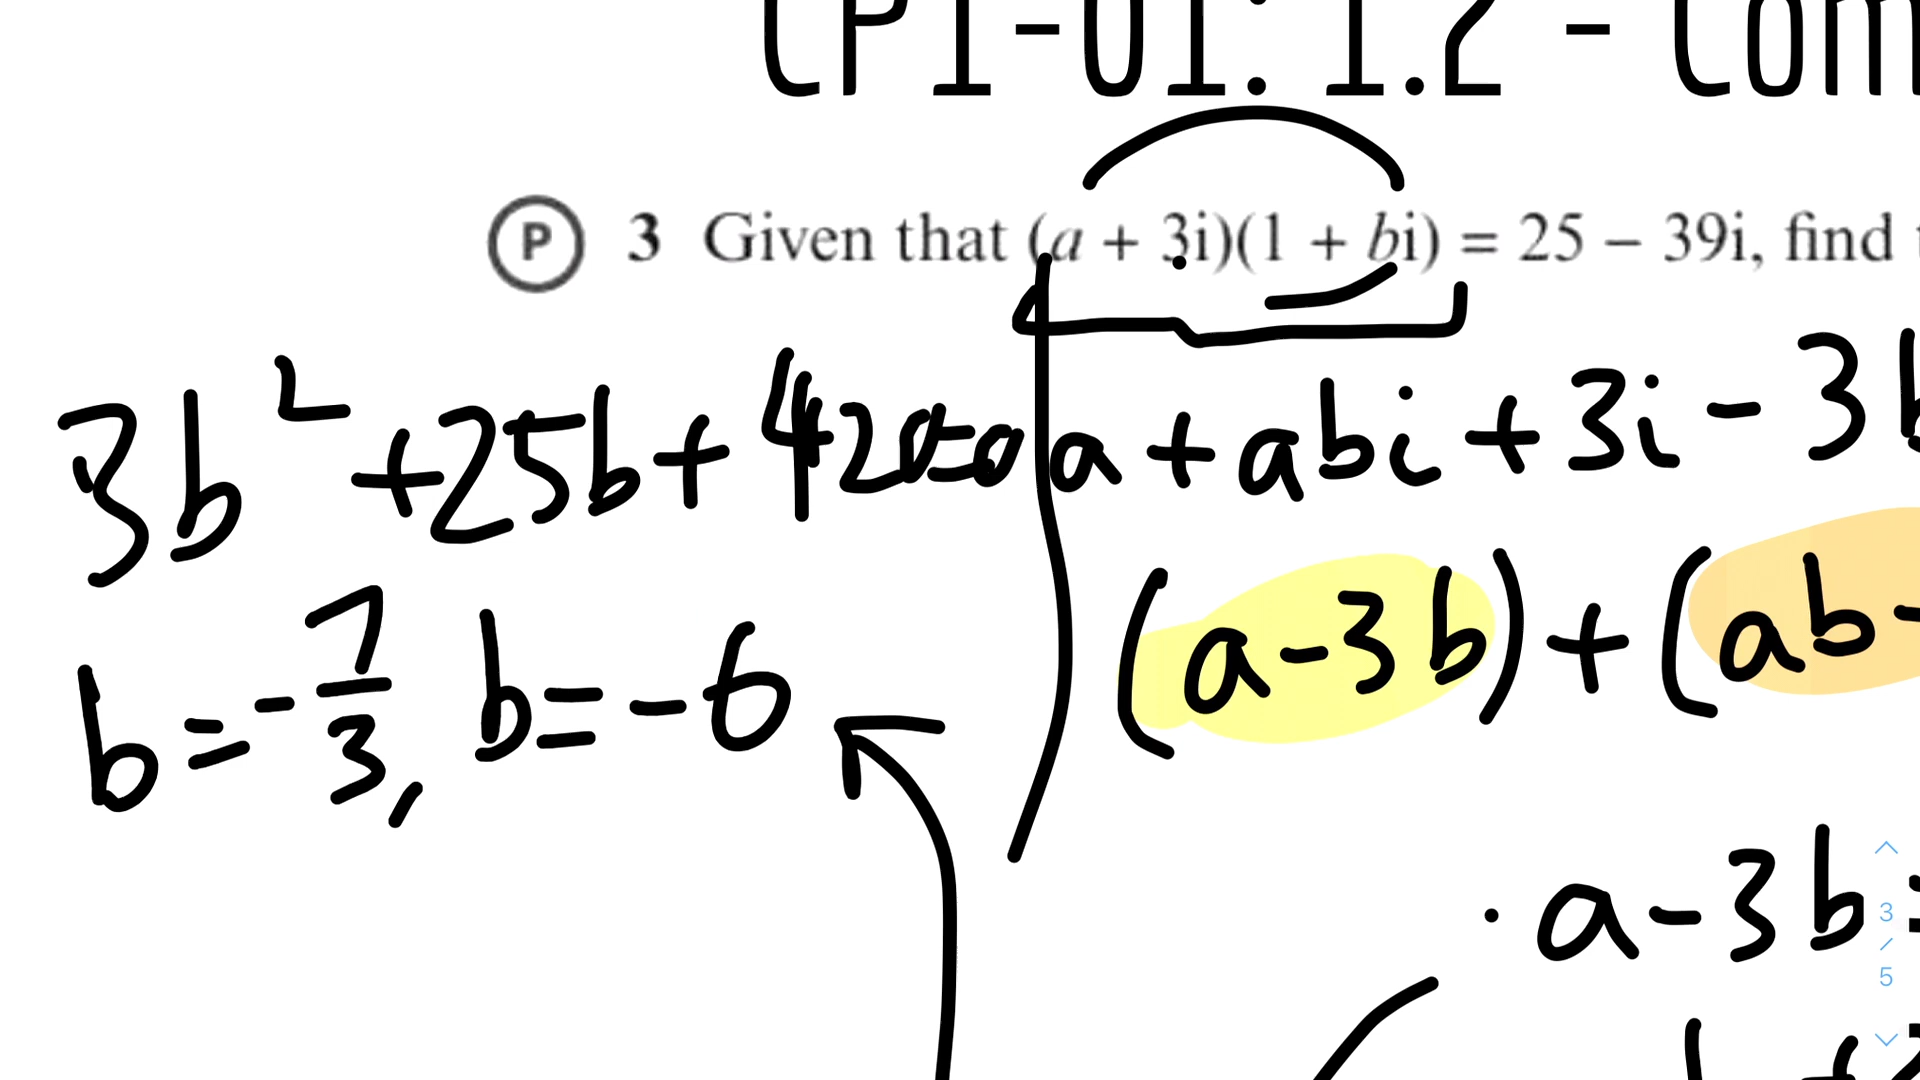 CP1-01: 1.2 - Com
P 3 Given that (a + 3i)(1 + bi) = 25 – 39i, find
3b² +25b+ 42=0
a + abi + 3i - 3b
b = -7/3, b = -6
(a-3b) + (ab-
· a-3b =
3
/
5